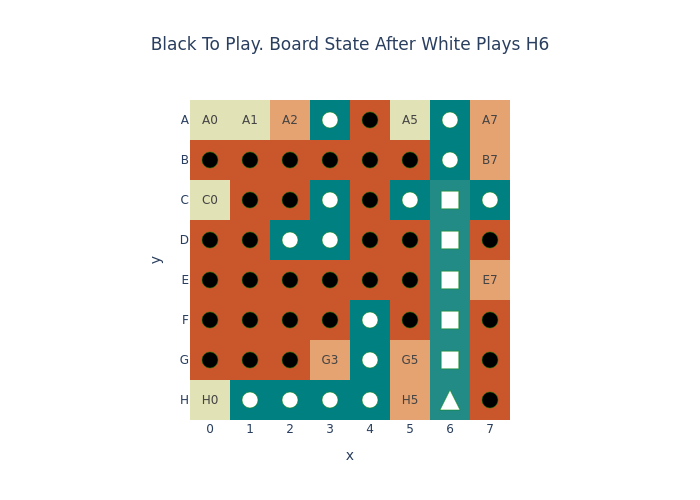 Black To Play. Board State After White Plays H6
A A0 A1 A2 A5 A7
B B7
C C0
D
y
E E7
F
G G3 G5
H H0 H5
0 1 2 3 4 5 6 7
x